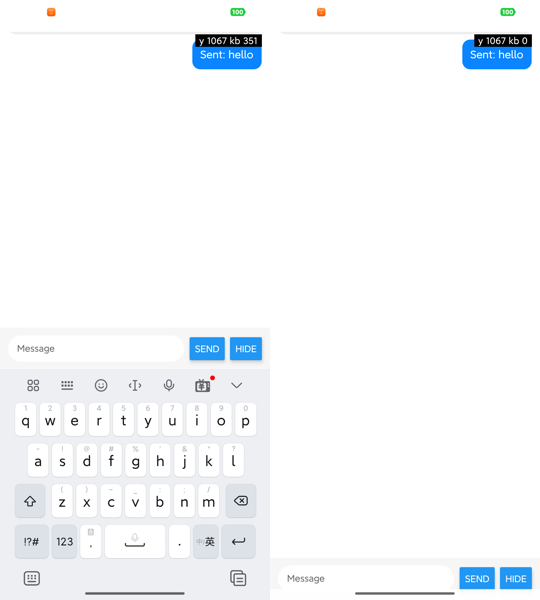 100
y 1067 kb 351
Sent: hello
Message
SEND
HIDE
1 2 3 4 5 6 7 8 9 0
q w e r t y u i o p
- ! @ # % ' & * ?
a s d f g h j k l
( ) ~ _ : ; /
z x c v b n m
!?# 123 , . 中/英
100
y 1067 kb 0
Sent: hello
Message
SEND
HIDE